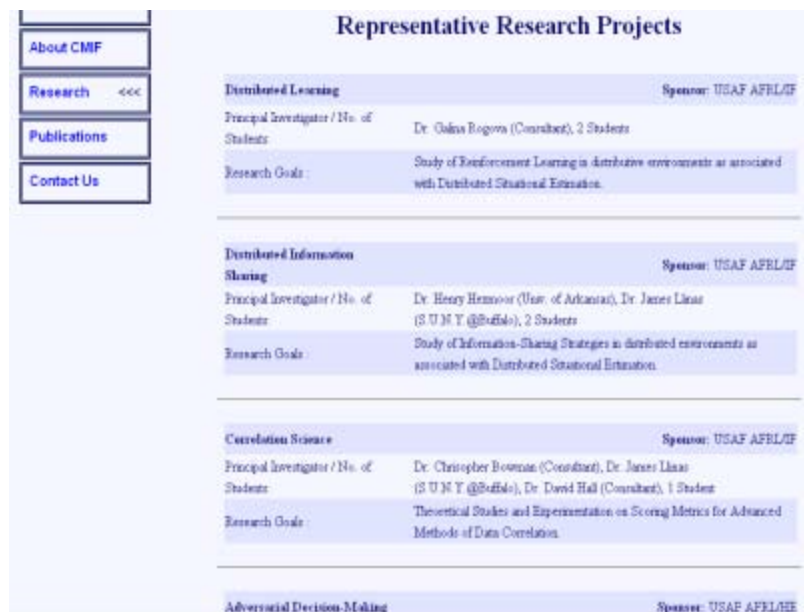 Representative Research Projects
About CMIF
Research <<<
Publications
Contact Us
Distributed Learning Sponsor: USAF AFRL/IF
Principal Investigator / No. of
Students
Dr. Galina Rogova (Consultant), 2 Students
Research Goals :
Study of Reinforcement Learning in distributive environments as associated
with Distributed Situational Estimation.
Distributed Information
Sharing
Sponsor: USAF AFRL/IF
Principal Investigator / No. of
Students
Dr. Henry (Univ. of Arkansas), Dr. James Llinas
(S.U.N.Y. @Buffalo), 2 Students
Research Goals :
Study of Information-Sharing Strategies in distributed environments as
associated with Distributed Situational Estimation.
Correlation Science Sponsor: USAF AFRL/IF
Principal Investigator / No. of
Students
Dr. Chrisopher Bowman (Consultant), Dr. James Llinas
(S.U.N.Y. @Buffalo), Dr. David Hall (Consultant), 1 Student
Research Goals :
Theoretical Studies and Experimentation on Scoring Metrics for Advanced
Methods of Data Correlation.
Adversarial Decision-Making Sponsor: USAF AFRL/HE